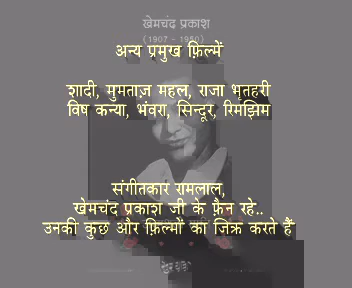 खेमचंद प्रकाश
(1907 - 1950)
अन्य प्रमुख फ़िल्में
शादी, मुमताज़ महल, राजा भृतहरी
विष कन्या, भंवरा, सिन्दूर, रिमझिम
संगीतकार रामलाल,
खेमचंद प्रकाश जी के फ़ैन रहे..
उनकी कुछ और फ़िल्मों का जिक्र करते हैं